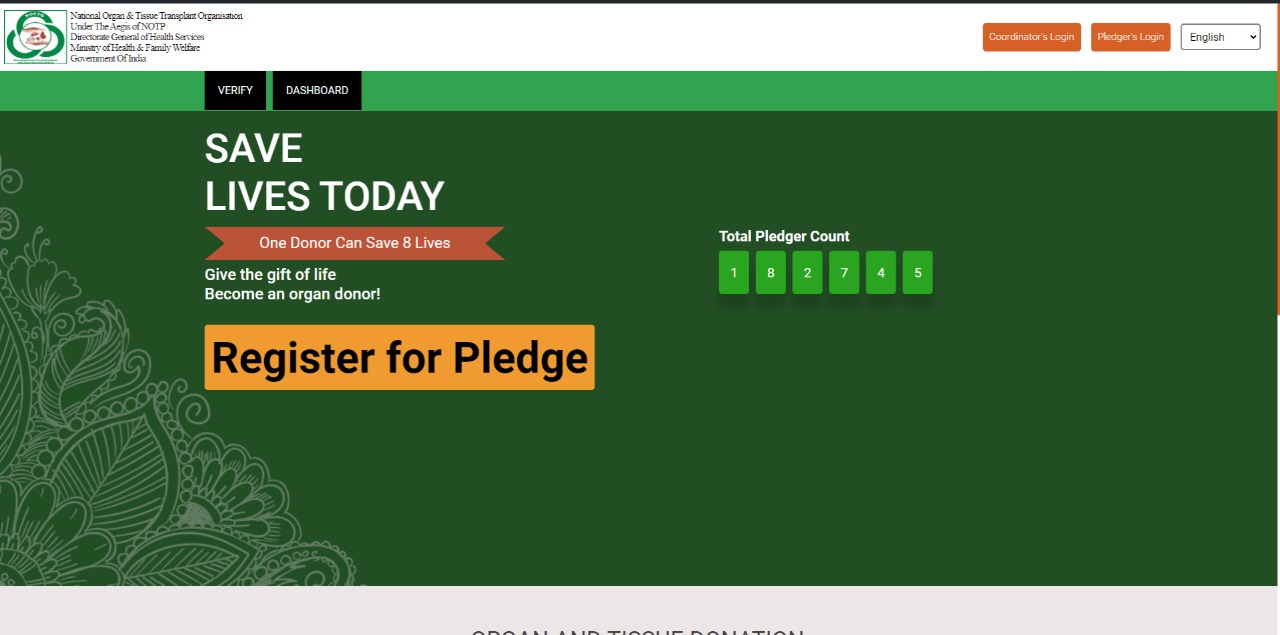 NOTTO
National Organ & Tissue Transplant Organisation
Under The Aegis of NOTP
Directorate General of Health Services
Ministry of Health & Family Welfare
Government Of India
Coordinator's Login
Pledger's Login
English
VERIFY
DASHBOARD
SAVE
LIVES TODAY
One Donor Can Save 8 Lives
Give the gift of life
Become an organ donor!
Register for Pledge
Total Pledger Count
1 8 2 7 4 5
ORGAN AND TISSUE DONATION